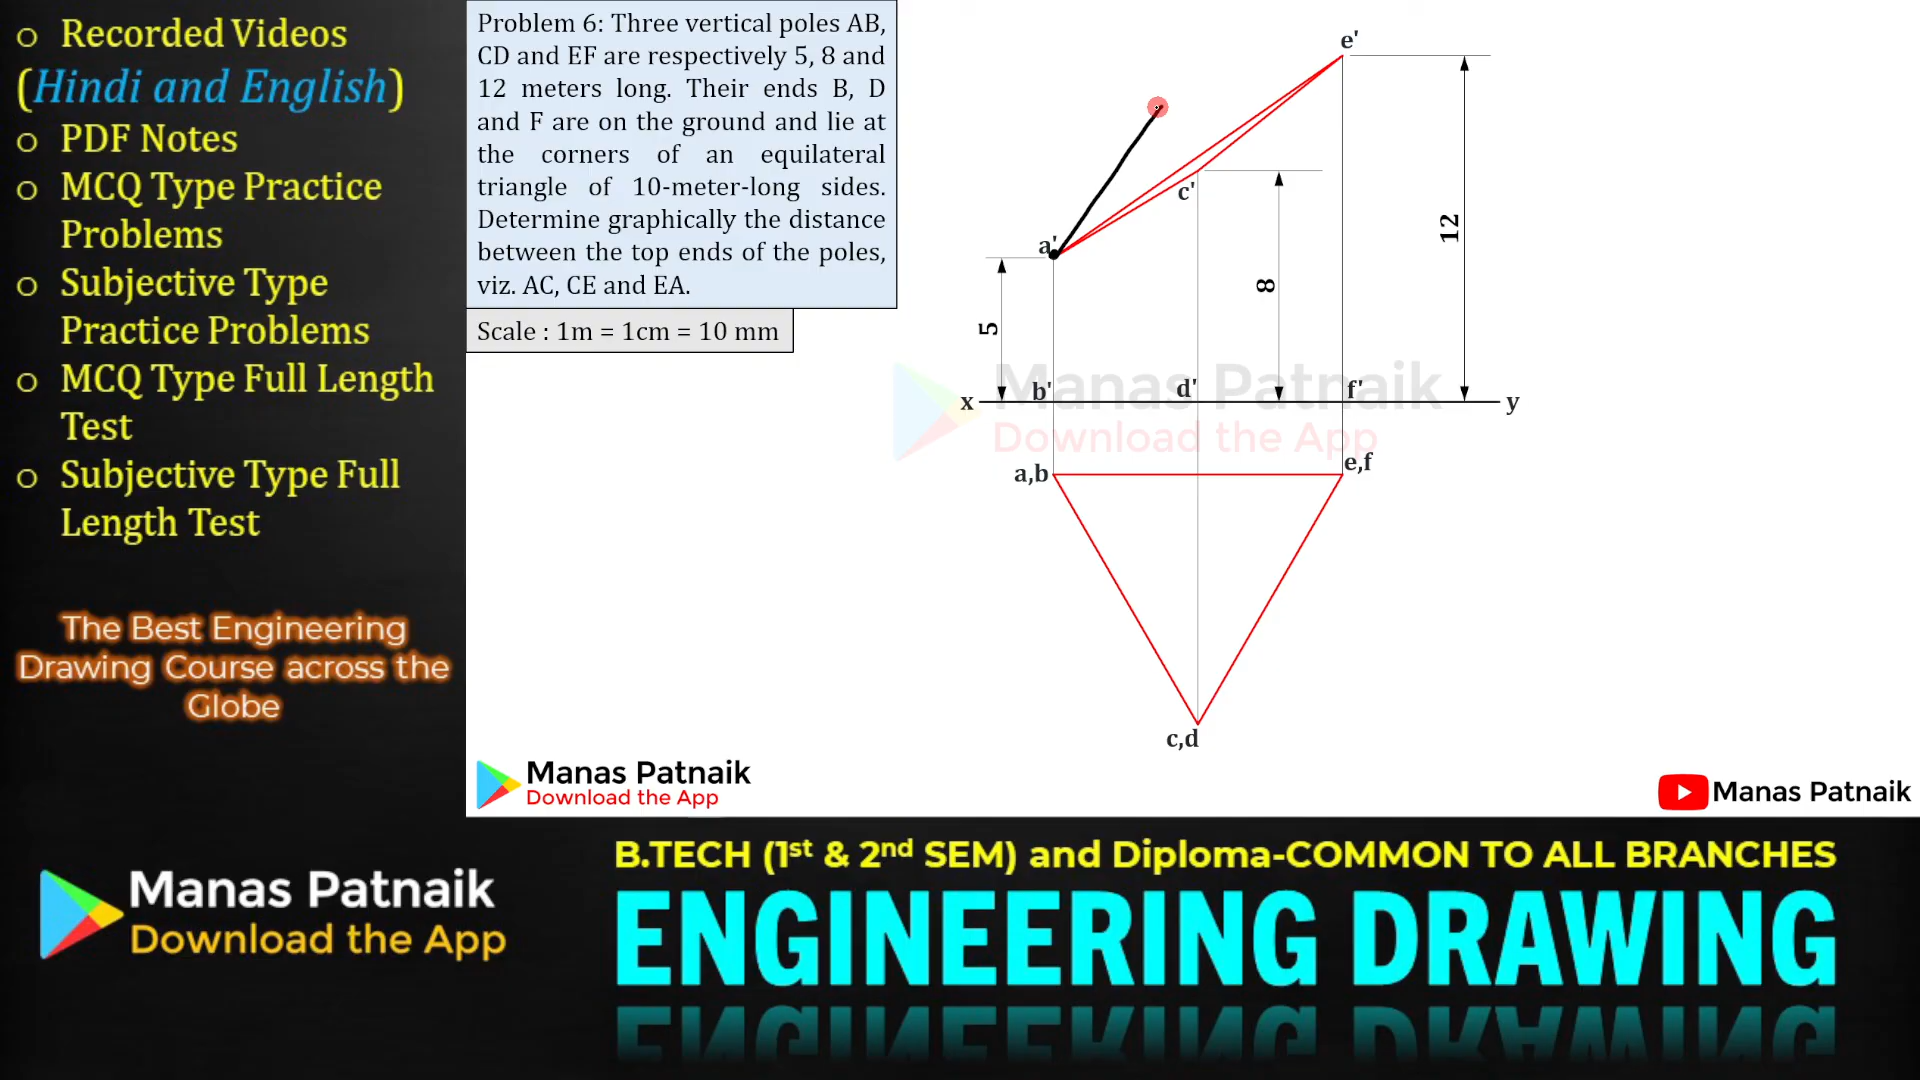 o Recorded Videos
(Hindi and English)
o PDF Notes
o MCQ Type Practice
Problems
o Subjective Type
Practice Problems
o MCQ Type Full Length
Test
o Subjective Type Full
Length Test
The Best Engineering
Drawing Course across the
Globe
Problem 6: Three vertical poles AB,
CD and EF are respectively 5, 8 and
12 meters long. Their ends B, D
and F are on the ground and lie at
the corners of an equilateral
triangle of 10-meter-long sides.
Determine graphically the distance
between the top ends of the poles,
viz. AC, CE and EA.
Scale : 1m = 1cm = 10 mm
e'
c'
a'
12
8
5
b'
d'
f'
x
y
Manas Patnaik
Download the App
a,b
e,f
c,d
Manas Patnaik
Download the App
Manas Patnaik
Manas Patnaik
Download the App
B.TECH (1st & 2nd SEM) and Diploma-COMMON TO ALL BRANCHES
ENGINEERING DRAWING